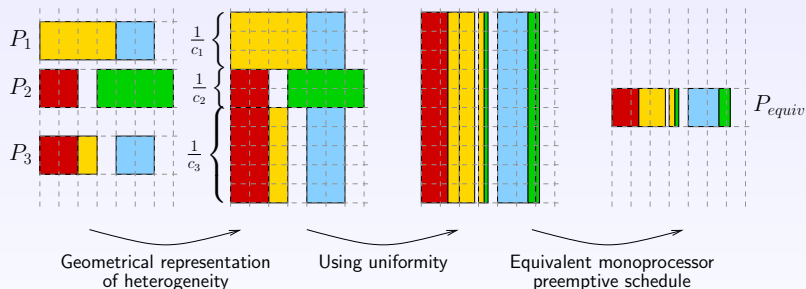 P1
P2
P3
1/c1
1/c2
1/c3
Pequiv
Geometrical representation
of heterogeneity
Using uniformity
Equivalent monoprocessor
preemptive schedule